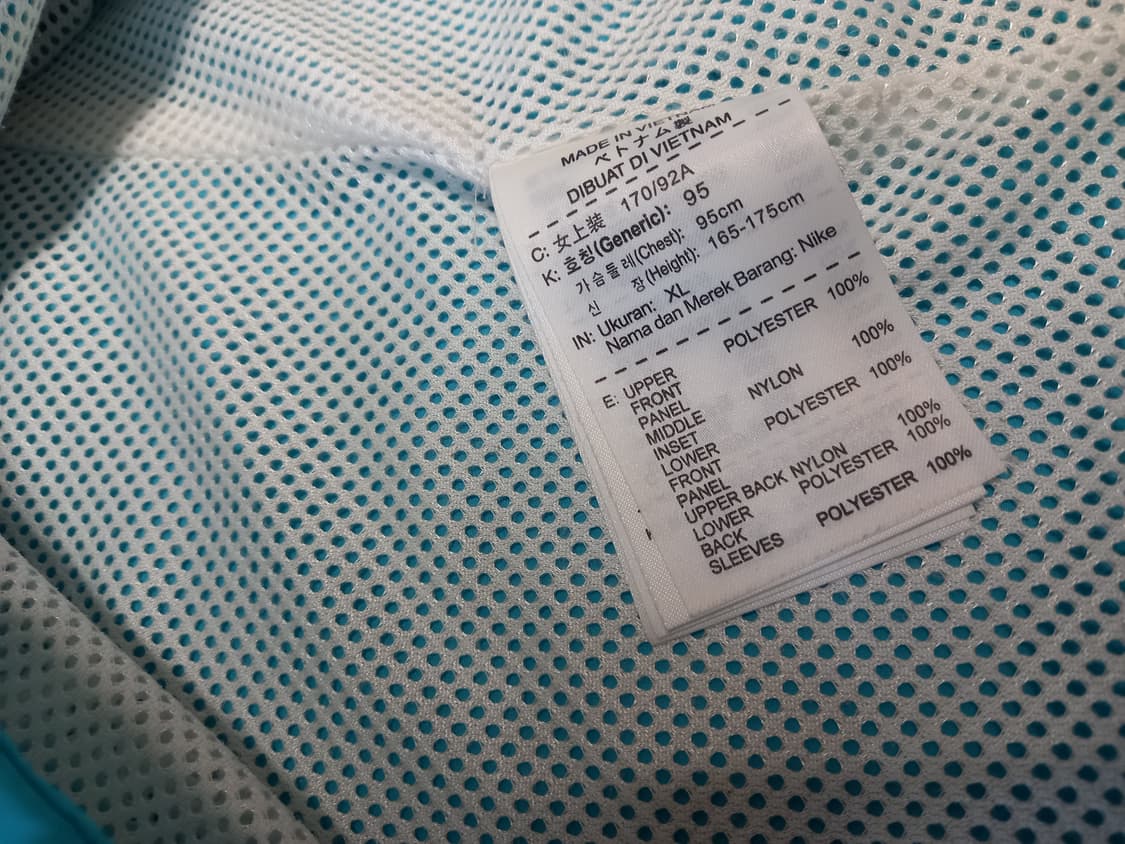 MADE IN VIETNAM
ベトナム製
DIBUAT DI VIETNAM
C: 女上装 170/92A
K: 호칭(Generic): 95
가슴둘레(Chest): 95cm
신 장(Height): 165-175cm
IN: Ukuran: XL
Nama dan Merek Barang: Nike
E: UPPER POLYESTER 100%
FRONT
PANEL
MIDDLE NYLON 100%
INSET
LOWER POLYESTER 100%
FRONT
PANEL
UPPER BACK NYLON 100%
LOWER POLYESTER 100%
BACK
SLEEVES POLYESTER 100%